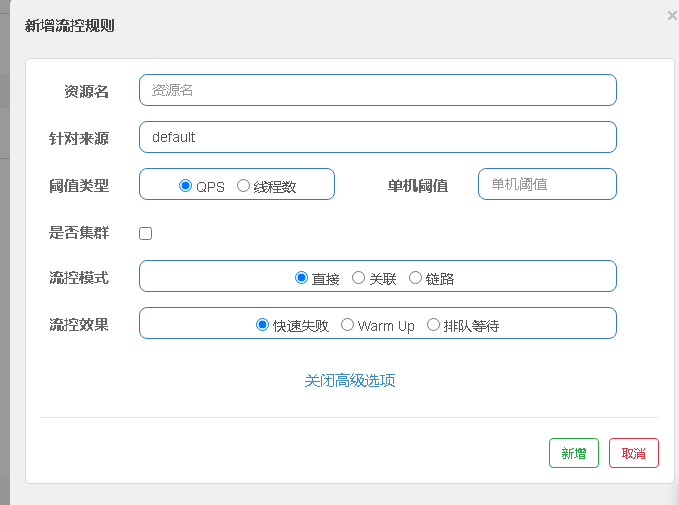 新增流控规则 ×
资源名 资源名
针对来源 default
阈值类型 QPS 线程数 单机阈值 单机阈值
是否集群
流控模式 直接 关联 链路
流控效果 快速失败 Warm Up 排队等待
关闭高级选项
新增 取消